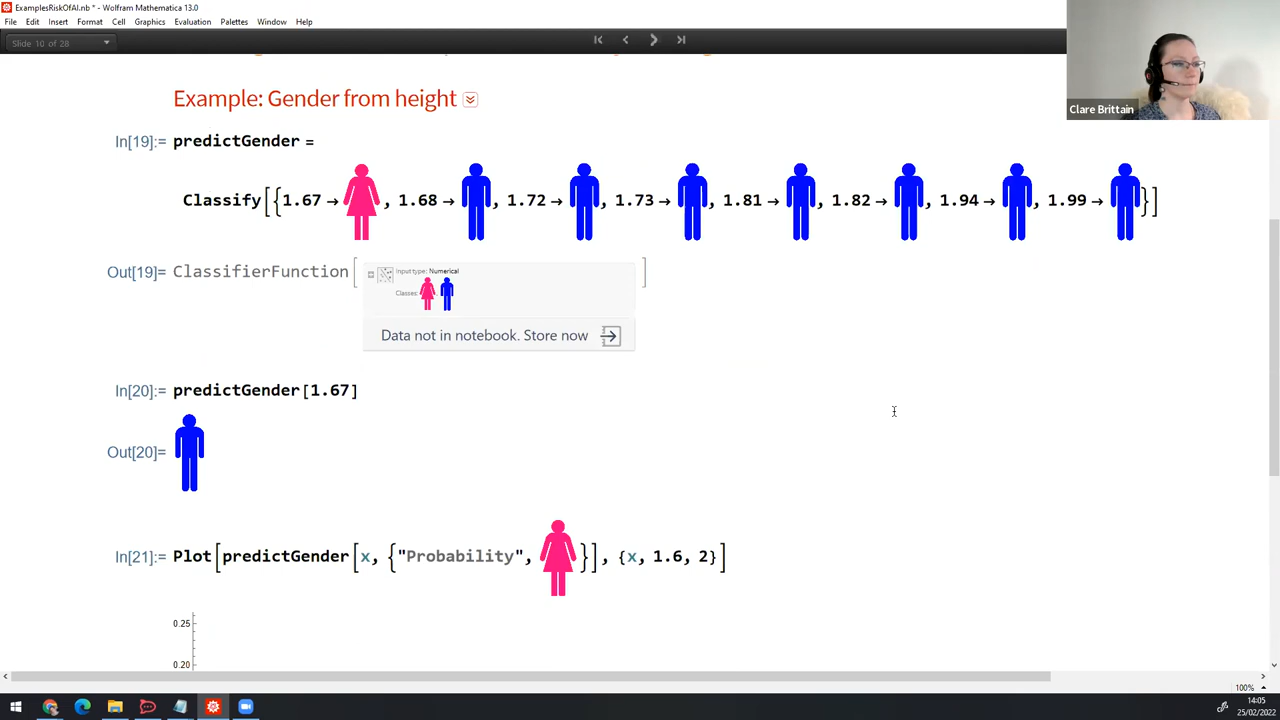 ExamplesRiskOfAI.nb * - Wolfram Mathematica 13.0
File Edit Insert Format Cell Graphics Evaluation Palettes Window Help
Slide 10 of 28
Clare Brittain
Example: Gender from height
In[19]:= predictGender =
Classify[{1.67→ , 1.68→ , 1.72→ , 1.73→ , 1.81→ , 1.82→ , 1.94→ , 1.99→ }]
Out[19]= ClassifierFunction[ ]
Input type: Numerical
Classes:
Data not in notebook. Store now
In[20]:= predictGender[1.67]
Out[20]=
In[21]:= Plot[predictGender[x, {"Probability", }], {x, 1.6, 2}]
0.25
0.20
100%
14:05
25/02/2022